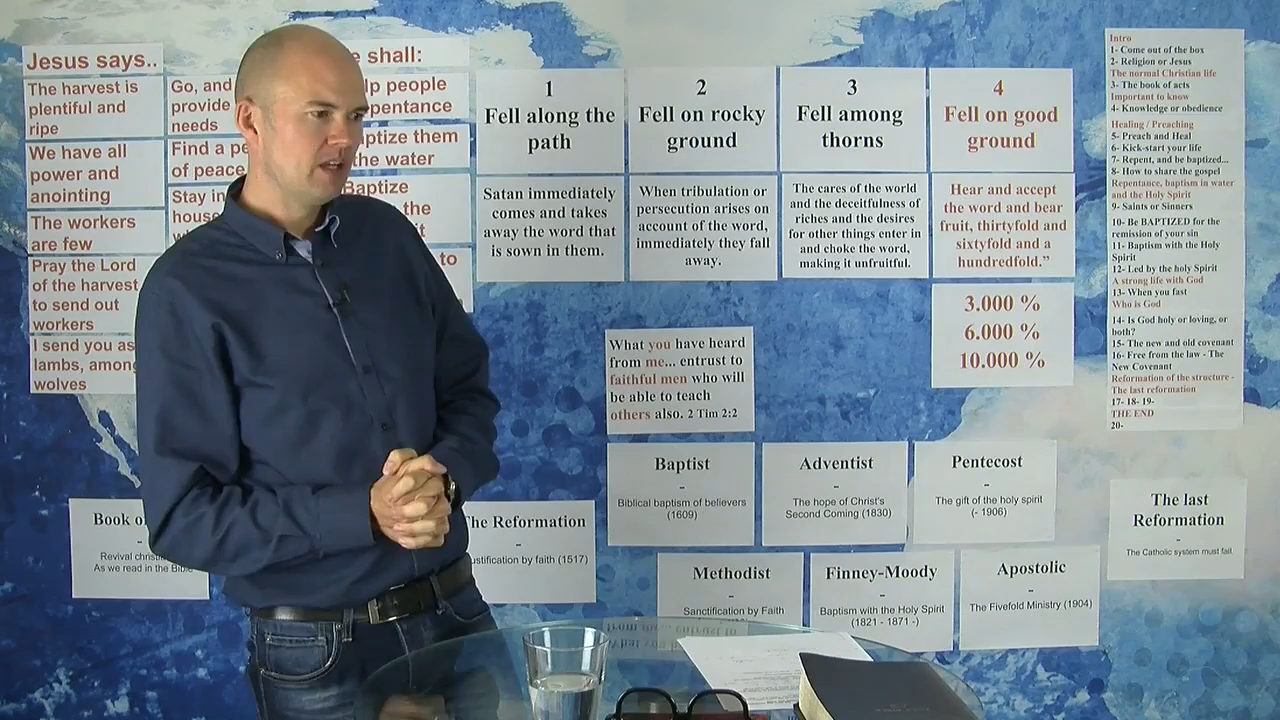 Jesus says..
The harvest is
plentiful and
ripe
We have all
power and
anointing
The workers
are few
Pray the Lord
of the harvest
to send out
workers
I send you as
lambs, among
wolves
Go, and
provide
needs
Find a
of peace
Stay in
shall:
people
the water
Baptize
the
to
1
Fell along the
path
Satan immediately
comes and takes
away the word that
is sown in them.
2
Fell on rocky
ground
When tribulation or
persecution arises on
account of the word,
immediately they fall
away.
3
Fell among
thorns
The cares of the world
and the deceitfulness of
riches and the desires
for other things enter in
and choke the word,
making it unfruitful.
4
Fell on good
ground
Hear and accept
the word and bear
fruit, thirtyfold and
sixtyfold and a
hundredfold.”
3.000 %
6.000 %
10.000 %
What you have heard
from me... entrust to
faithful men who will
be able to teach
others also. 2 Tim 2:2
Intro
1- Come out of the box
2- Religion or Jesus
The normal Christian life
3- The book of acts
Important to know
4- Knowledge or obedience
Healing / Preaching
5- Preach and Heal
6- Kick-start your life
7- Repent, and be baptized...
8- How to share the gospel
Repentance, baptism in water
and the Holy Spirit
9- Saints or Sinners
10- Be BAPTIZED for the
remission of your sin
11- Baptism with the Holy
Spirit
12- Led by the holy Spirit
A strong life with God
13- When you fast
Who is God
14- Is God holy or loving, or
both?
15- The new and old covenant
16- Free from the law - The
New Covenant
Reformation of the structure -
The last reformation
17- 18- 19-
THE END
20-
Book
Revival
As we read in the
The Reformation
-
by faith (1517)
Baptist
-
Biblical baptism of believers
(1609)
Adventist
-
The hope of Christ's
Second Coming (1830)
Pentecost
-
The gift of the holy spirit
(- 1906)
The last
Reformation
-
The Catholic system must fall
Methodist
-
Sanctification by Faith
Finney-Moody
-
Baptism with the Holy Spirit
(1821 - 1871 -)
Apostolic
-
The Fivefold Ministry (1904)